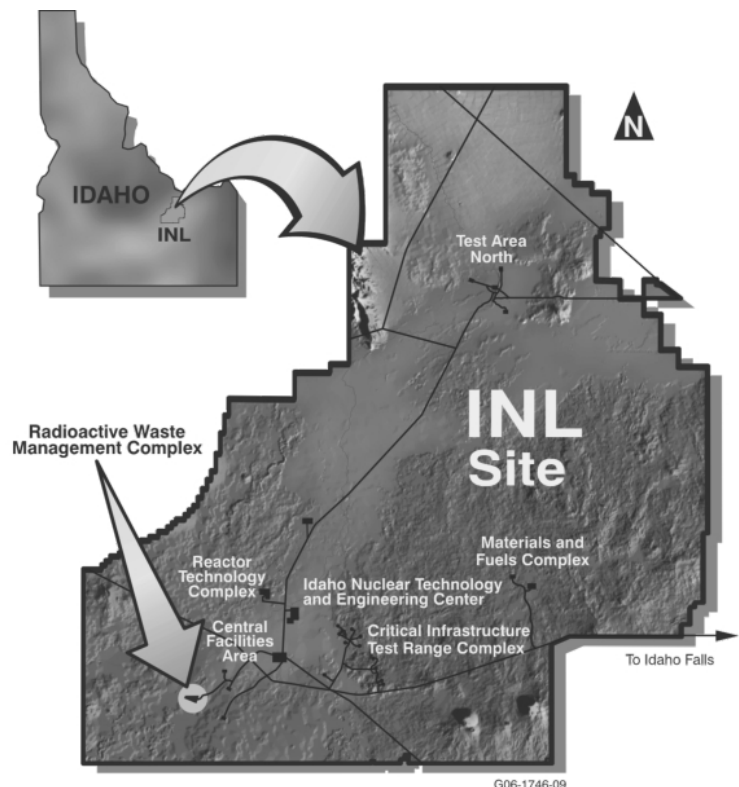 N
IDAHO
INL
Test Area
North
INL
Site
Radioactive Waste
Management Complex
Materials and
Fuels Complex
Reactor
Technology
Complex
Idaho Nuclear Technology
and Engineering Center
Central
Facilities
Area
Critical Infrastructure
Test Range Complex
To Idaho Falls
G06-1746-09